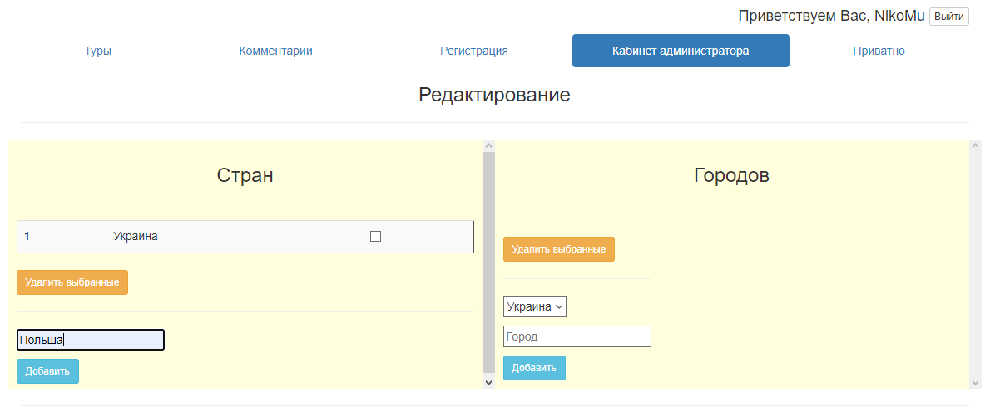 Приветствуем Вас, NikoMu Выйти
Туры Комментарии Регистрация Кабинет администратора Приватно
Редактирование
Стран
1 Украина
Удалить выбранные
Польша
Добавить
Городов
Удалить выбранные
Украина
Город
Добавить